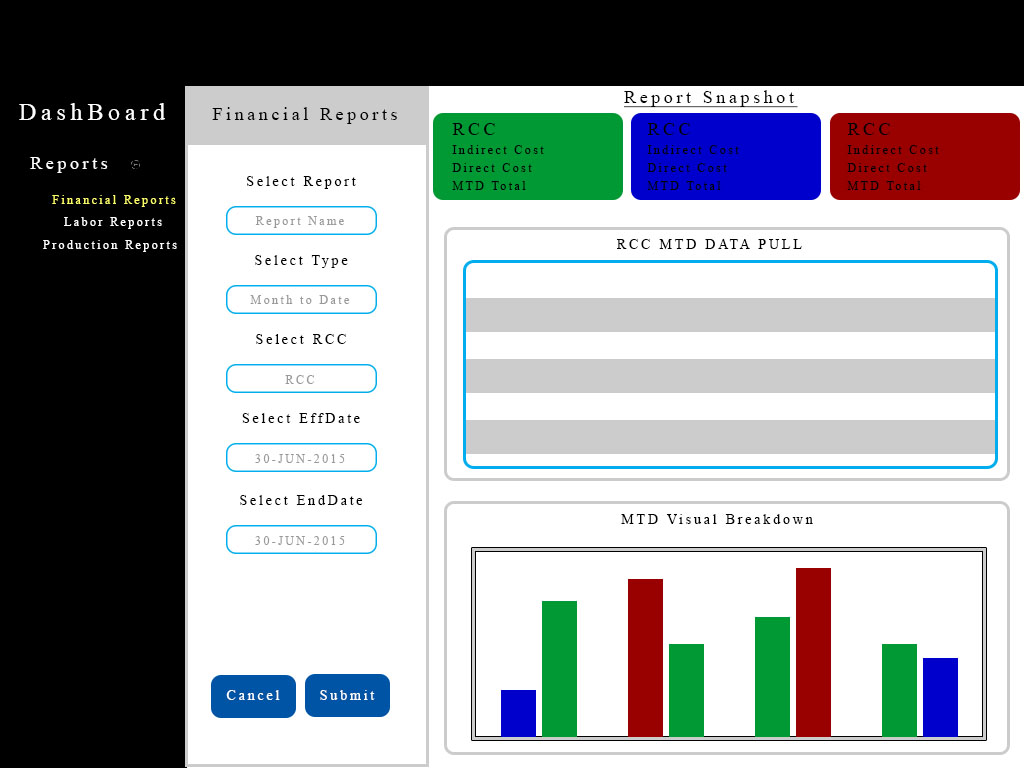 DashBoard
Reports
Financial Reports
Labor Reports
Production Reports
Financial Reports
Select Report
Report Name
Select Type
Month to Date
Select RCC
RCC
Select EffDate
30-JUN-2015
Select EndDate
30-JUN-2015
Cancel
Submit
Report Snapshot
RCC
Indirect Cost
Direct Cost
MTD Total
RCC
Indirect Cost
Direct Cost
MTD Total
RCC
Indirect Cost
Direct Cost
MTD Total
RCC MTD DATA PULL
MTD Visual Breakdown